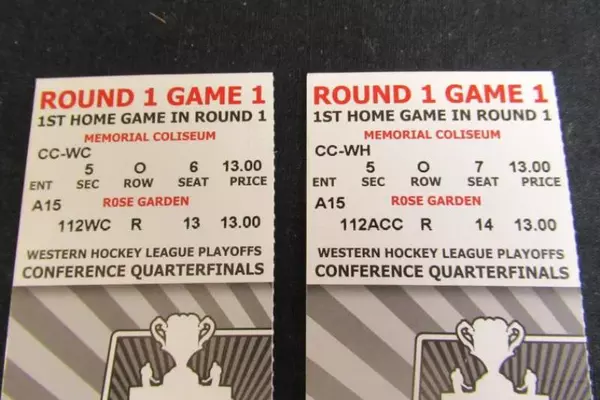 ROUND 1 GAME 1
1ST HOME GAME IN ROUND 1
MEMORIAL COLISEUM
CC-WC
5 O 6 13.00
ENT SEC ROW SEAT PRICE
A15 R0SE GARDEN
112WC R 13 13.00
WESTERN HOCKEY LEAGUE PLAYOFFS
CONFERENCE QUARTERFINALS
ROUND 1 GAME 1
1ST HOME GAME IN ROUND 1
MEMORIAL COLISEUM
CC-WH
5 O 7 13.00
ENT SEC ROW SEAT PRICE
A15 R0SE GARDEN
112ACC R 14 13.00
WESTERN HOCKEY LEAGUE PLAYOFFS
CONFERENCE QUARTERFINALS